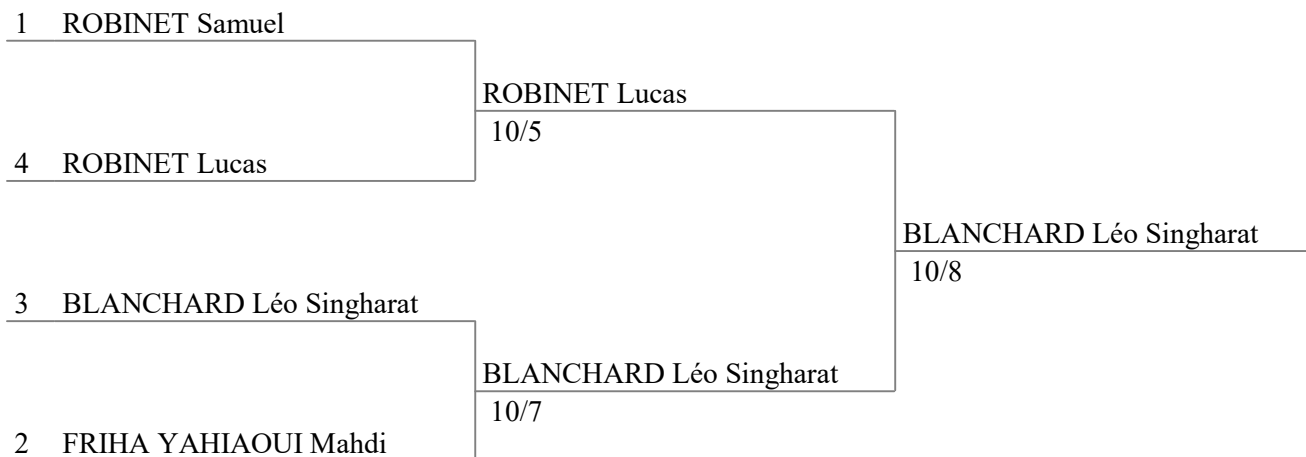 1 ROBINET Samuel
ROBINET Lucas
10/5
4 ROBINET Lucas
BLANCHARD Léo Singharat
10/8
3 BLANCHARD Léo Singharat
BLANCHARD Léo Singharat
10/7
2 FRIHA YAHIAOUI Mahdi